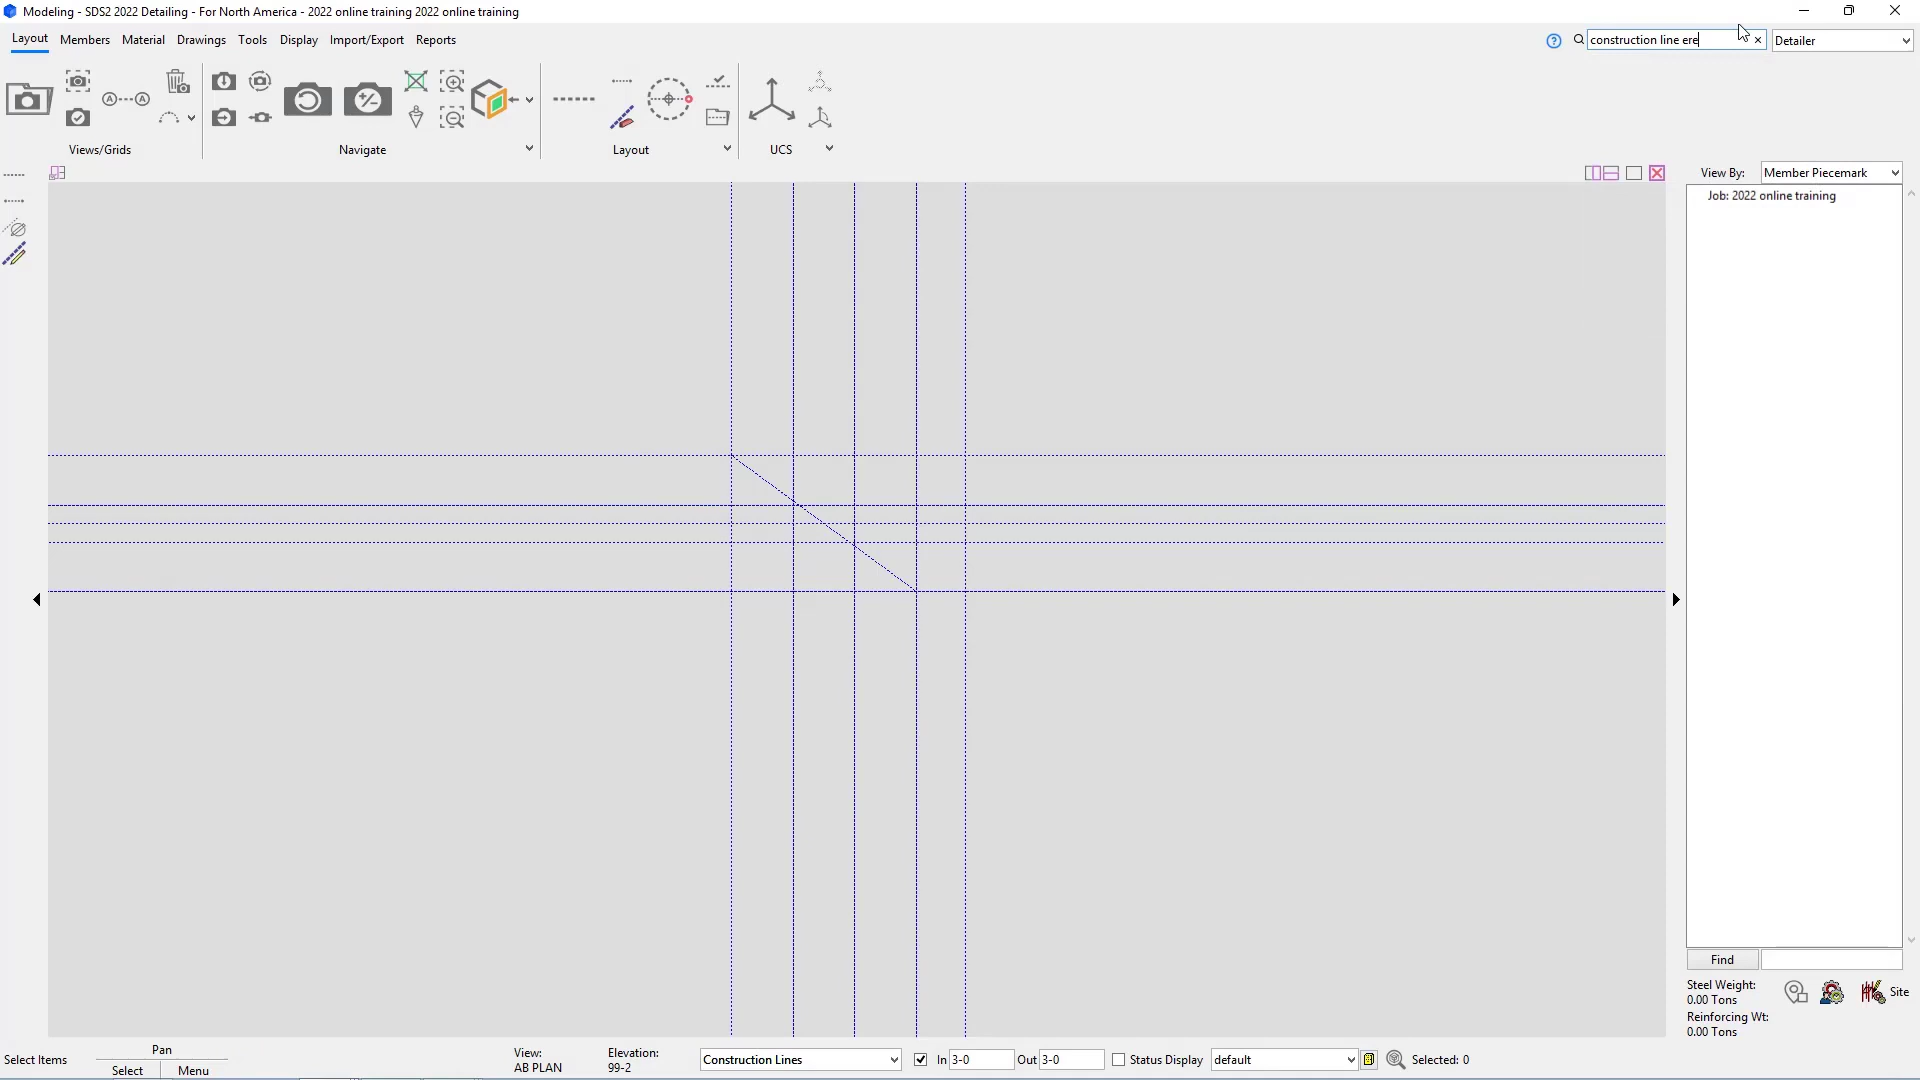 Modeling - SDS2 2022 Detailing - For North America - 2022 online training 2022 online training
Layout Members Material Drawings Tools Display Import/Export Reports
construction line ere
Detailer
Views/Grids Navigate Layout UCS
View By: Member Piecemark
Job: 2022 online training
Find
Steel Weight:
0.00 Tons
Site
Reinforcing Wt:
0.00 Tons
Select Items
Pan
Select Menu
View:
AB PLAN
Elevation:
99-2
Construction Lines
In 3-0 Out 3-0
Status Display default
Selected: 0